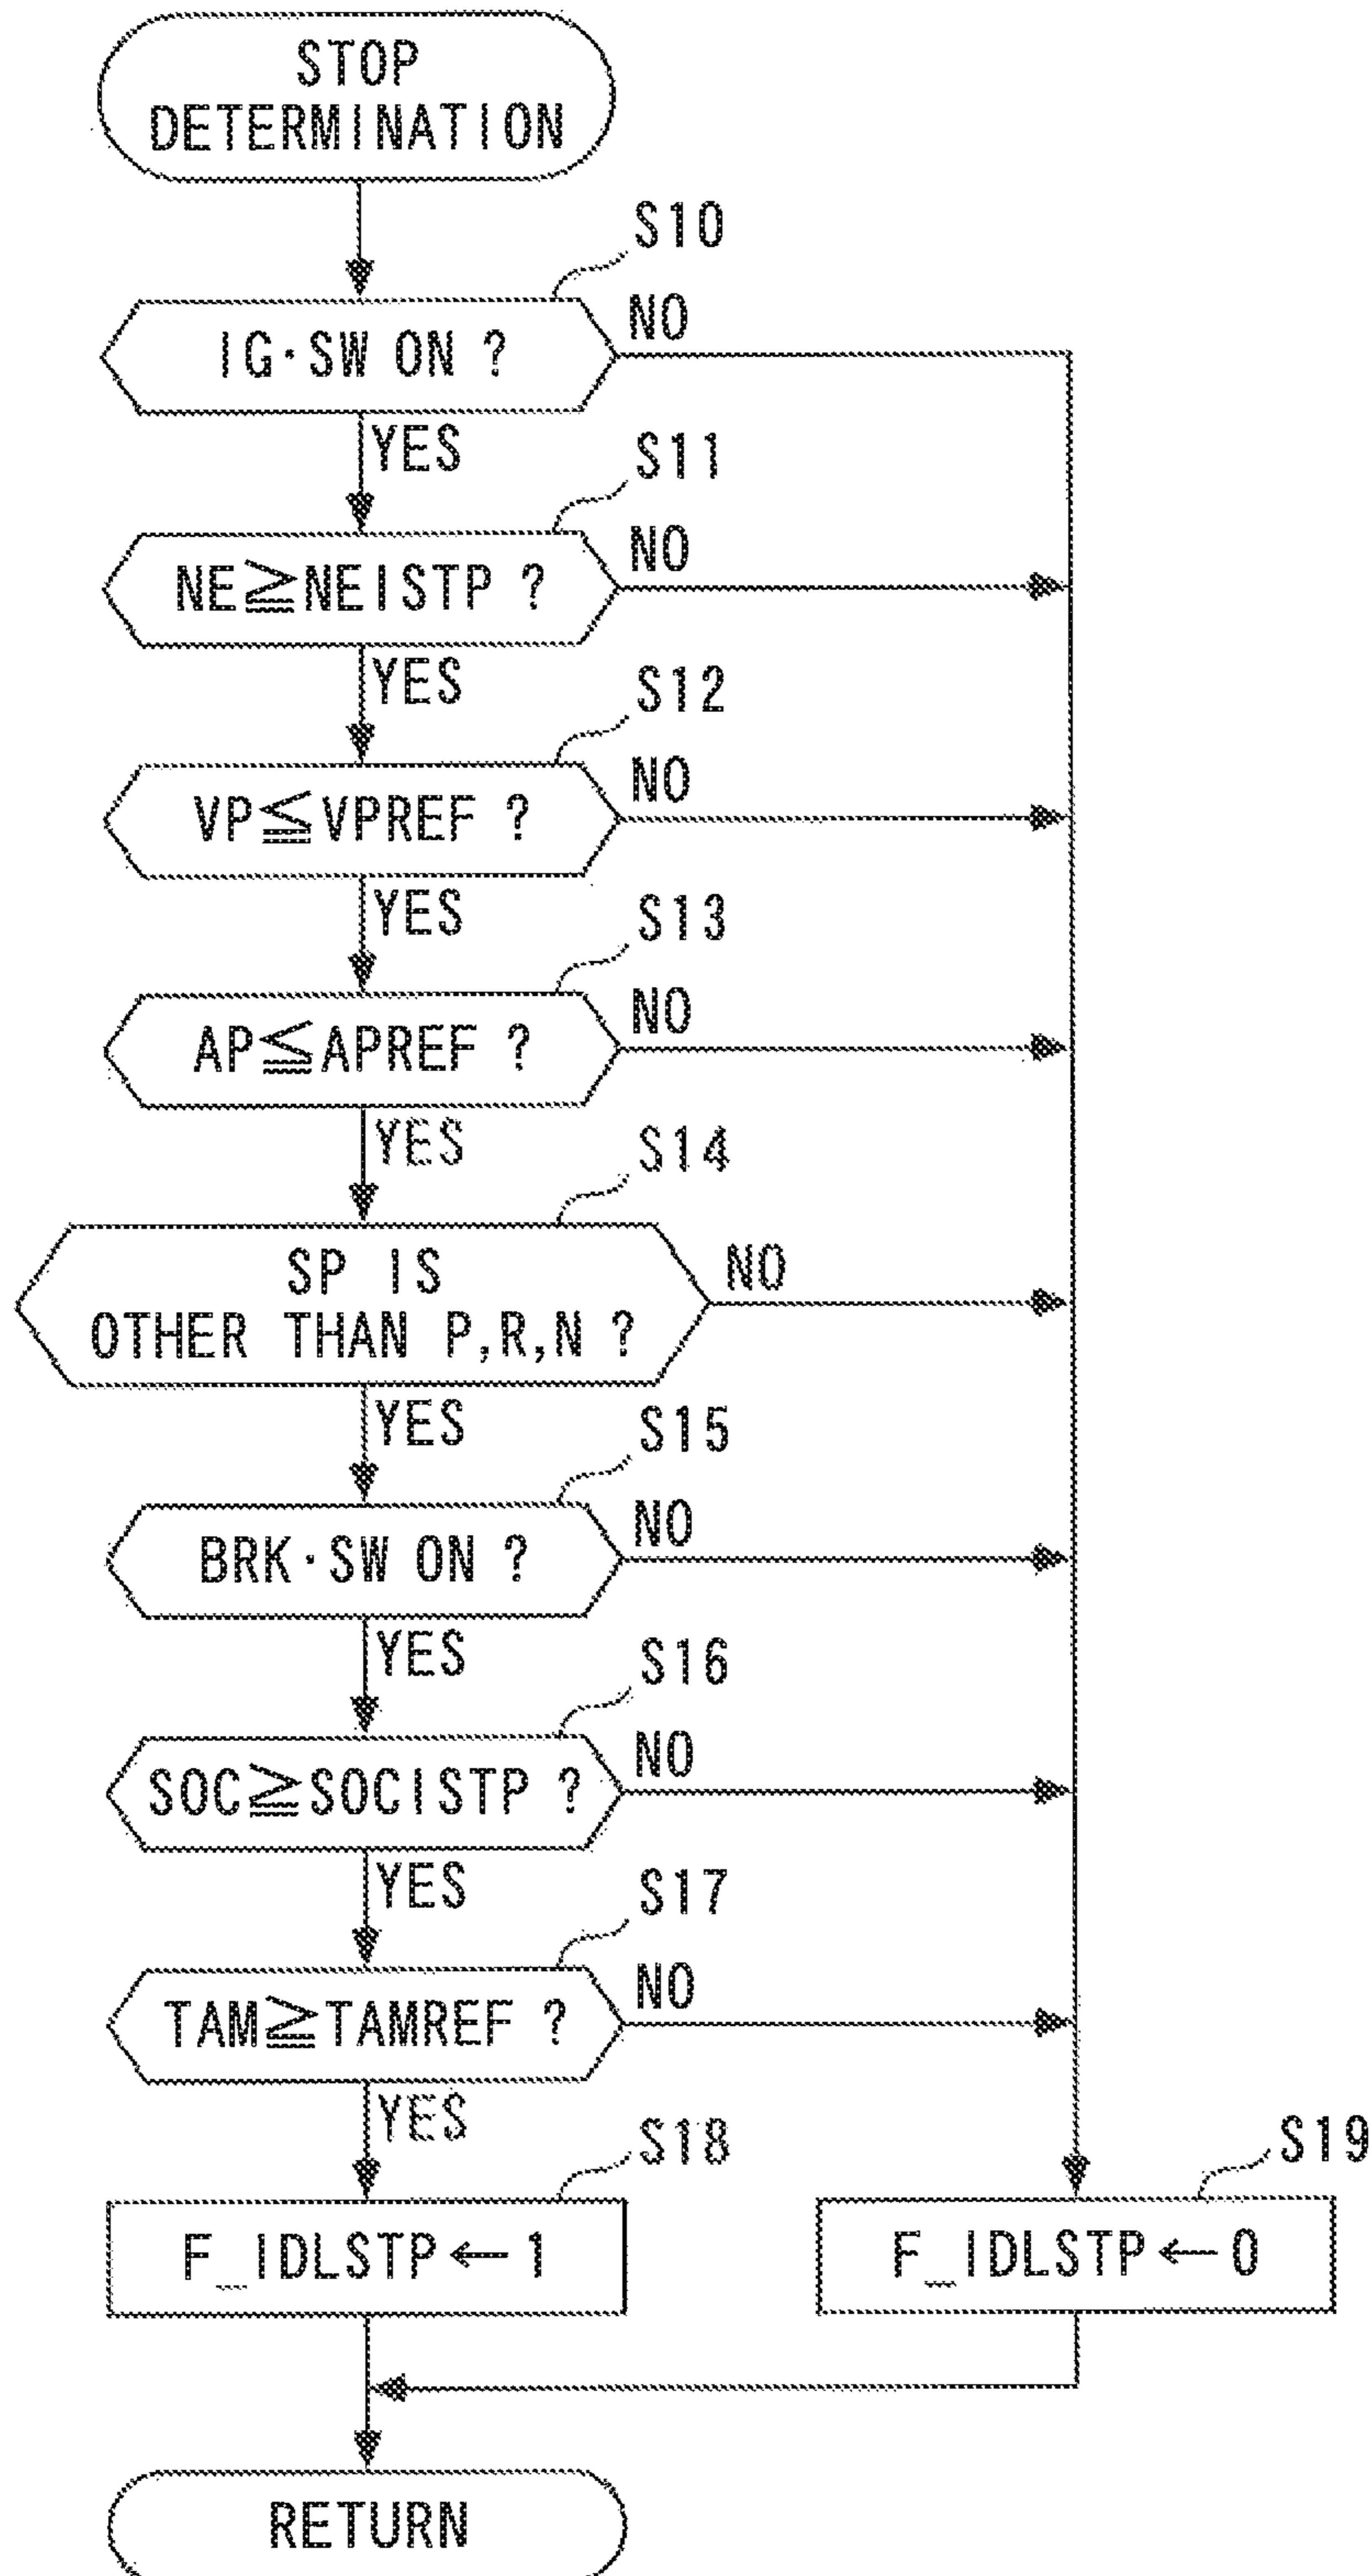 STOP
DETERMINATION
S10
IG·SW ON ?
NO
YES
S11
NE≧NEISTP ?
NO
YES
S12
VP≦VPREF ?
NO
YES
S13
AP≦APREF ?
NO
YES
S14
SP IS
OTHER THAN P,R,N ?
NO
YES
S15
BRK·SW ON ?
NO
YES
S16
SOC≧SOCISTP ?
NO
YES
S17
TAM≧TAMREF ?
NO
YES
S18
F_IDLSTP←1
S19
F_IDLSTP←0
RETURN